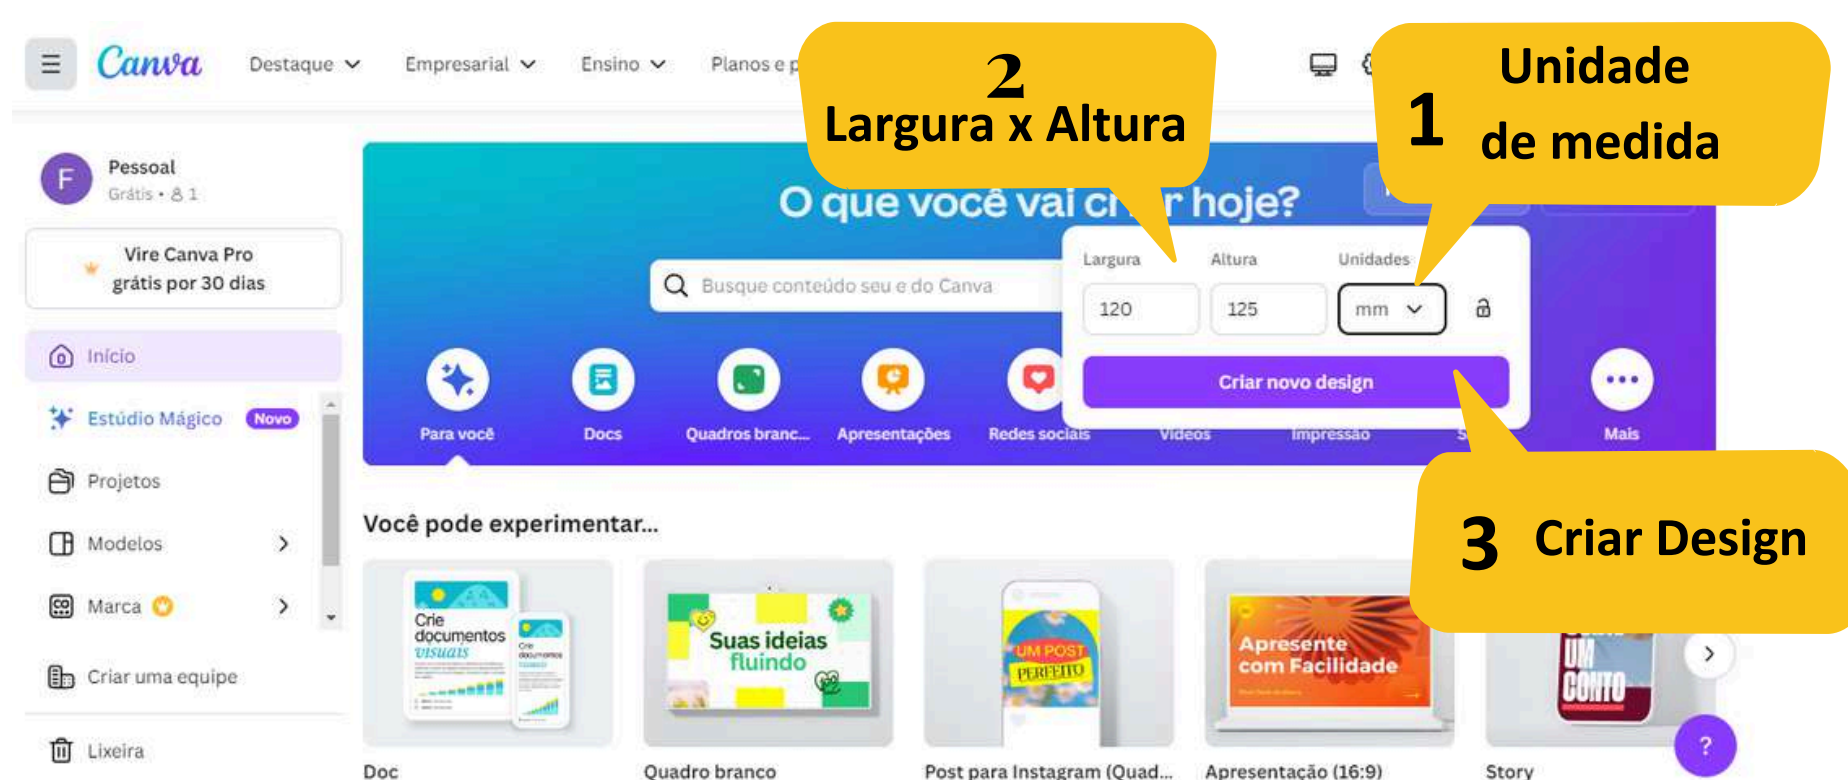 Canva
Destaque
Empresarial
Ensino
Planos e p
2
Largura x Altura
1
Unidade
de medida
F
Pessoal
Grátis • 1
Vire Canva Pro
grátis por 30 dias
Início
Estúdio Mágico Novo
Projetos
Modelos
Marca
Criar uma equipe
Lixeira
O que você vai cr r hoje?
Busque conteúdo seu e do Canva
Largura Altura Unidades
120 125 mm
Criar novo design
Para você
Docs
Quadros branc...
Apresentações
Redes sociais
Vídeos
Impressão
Mais
3 Criar Design
Você pode experimentar...
Crie
documentos
visuais
Crie
documentos
Suas ideias
fluindo
UM POST
PERFEITO
Apresente
com Facilidade
UM
CONTO
Doc
Quadro branco
Post para Instagram (Quad...
Apresentação (16:9)
Story
?